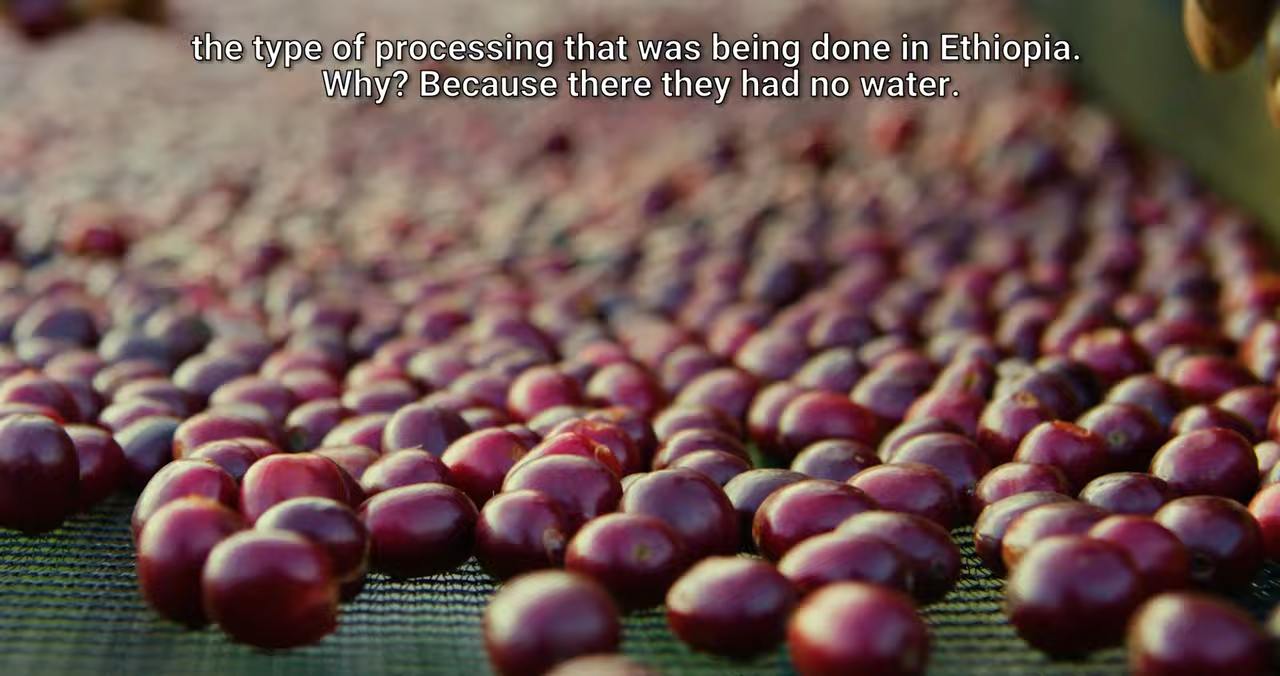 the type of processing that was being done in Ethiopia.
Why? Because there they had no water.